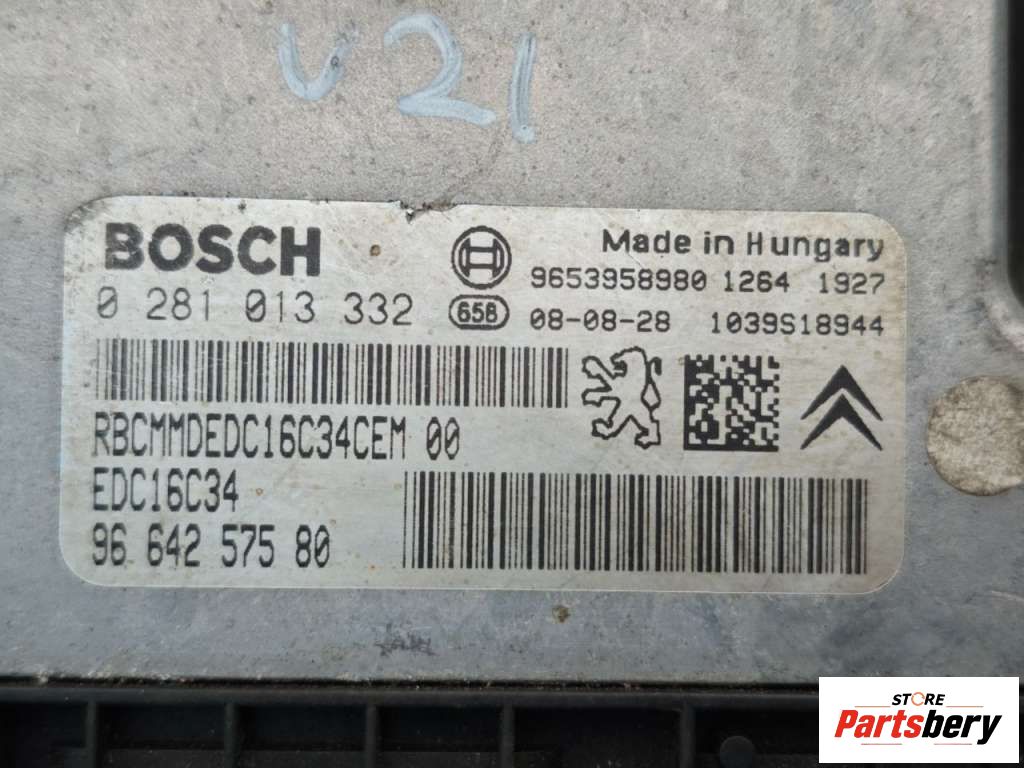 v21
BOSCH
Made in Hungary
9653958980 1264 1927
0 281 013 332
658
08-08-28 1039S18944
RBCMMDEDC16C34CEM 00
EDC16C34
96 642 575 80
STORE
Partsbery